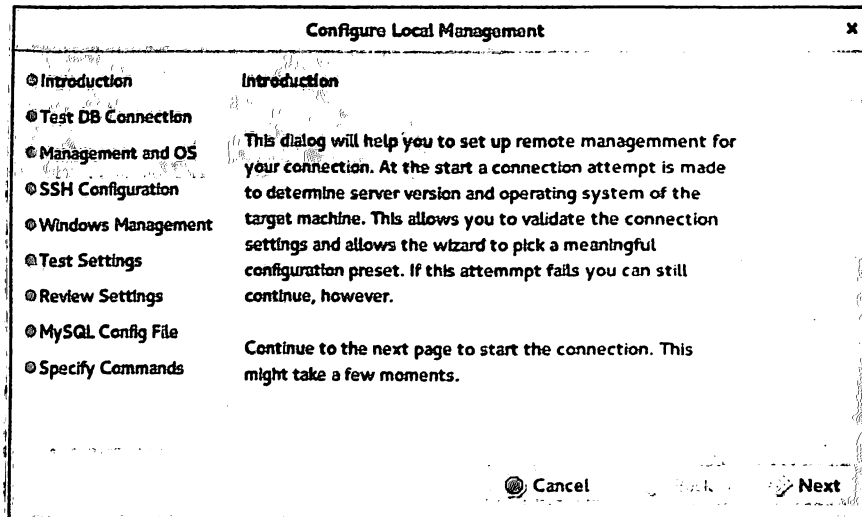 Configure Local Management
x
Introduction
Test DB Connection
Management and OS
SSH Configuration
Windows Management
Test Settings
Review Settings
MySQL Config File
Specify Commands
Introduction
This dialog will help you to set up remote managemment for
your connection. At the start a connection attempt is made
to determine server version and operating system of the
target machine. This allows you to validate the connection
settings and allows the wizard to pick a meaningful
configuration preset. If this attemmpt fails you can still
continue, however.
Continue to the next page to start the connection. This
might take a few moments.
Cancel
Next